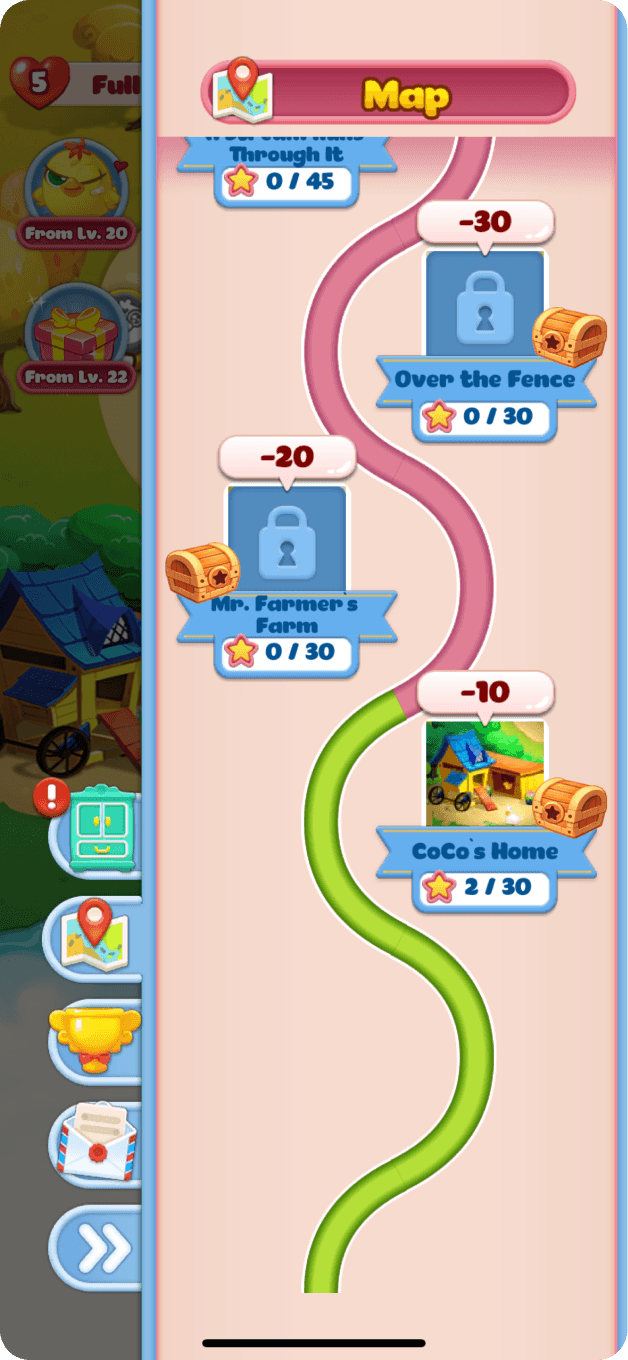 5
Full
Map
Through It
0 / 45
From Lv. 20
-30
Over the Fence
0 / 30
From Lv. 22
-20
Mr. Farmer's
Farm
0 / 30
-10
!
CoCo's Home
2 / 30